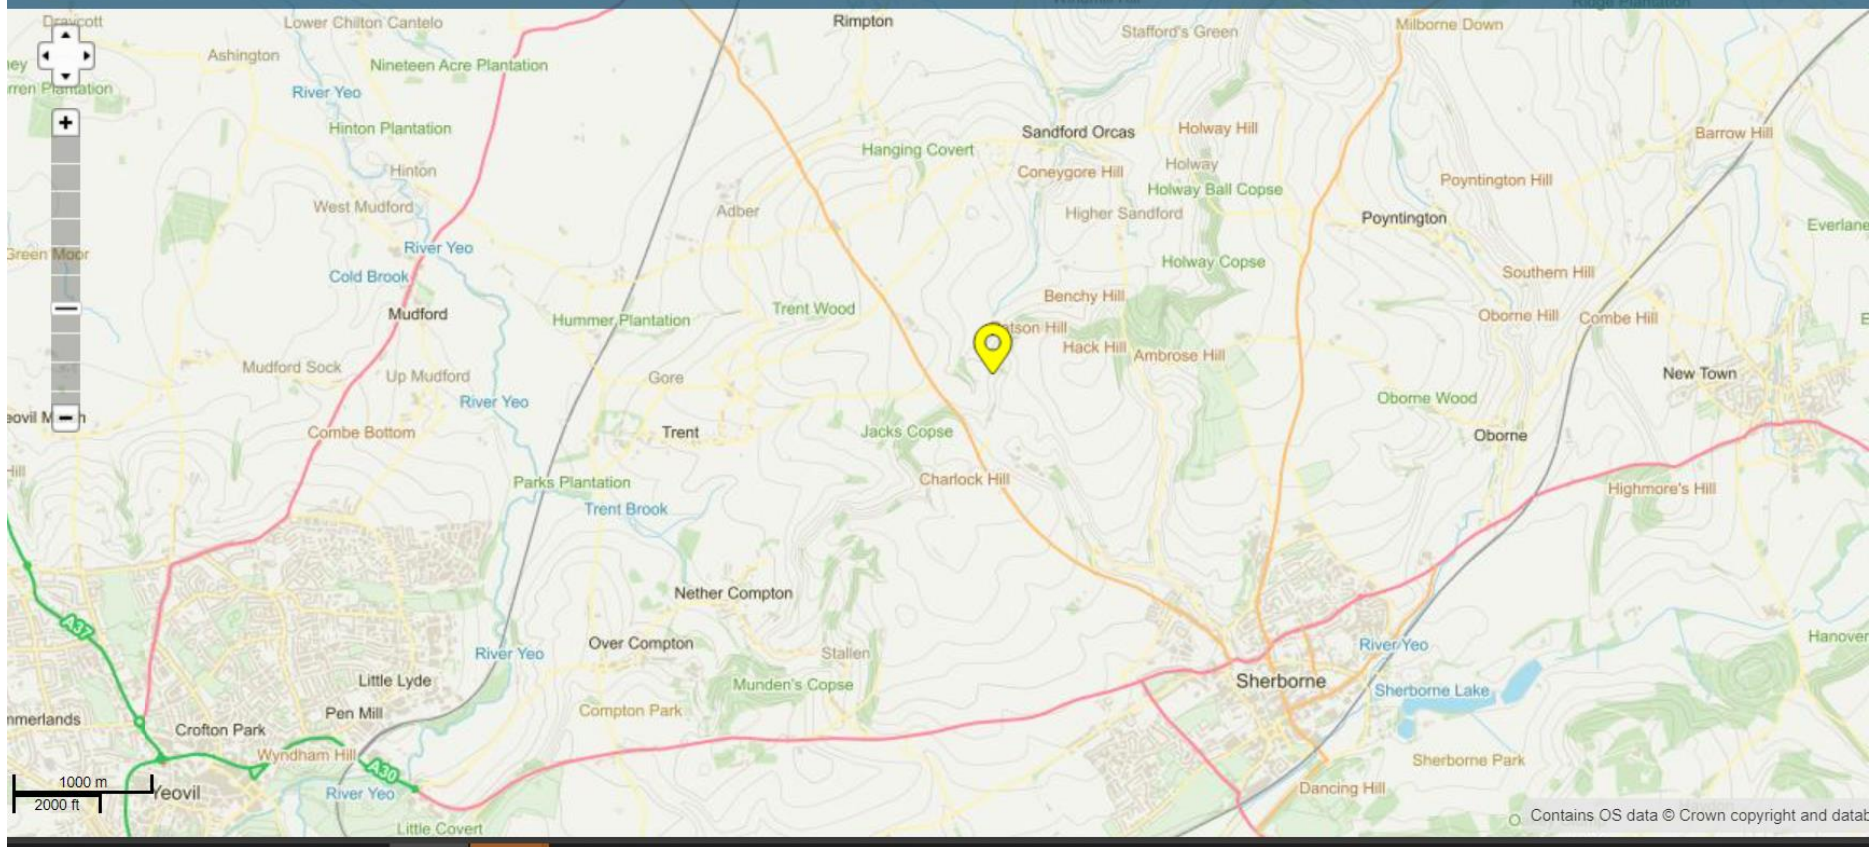 Draycott
Lower Chilton Cantelo
Rimpton
Stafford's Green
Milborne Down
Ashington
Nineteen Acre Plantation
River Yeo
Hinton Plantation
Sandford Orcas
Holway Hill
Barrow Hill
Hanging Covert
Hinton
Coneygore Hill
Holway
Holway Ball Copse
Poyntington Hill
West Mudford
Adber
Higher Sandford
Poyntington
River Yeo
Green Moor
Cold Brook
Holway Copse
Southern Hill
Benchy Hill
Mudford
Hummer Plantation
Trent Wood
Oborne Hill
Combe Hill
Hack Hill
Ambrose Hill
Mudford Sock
Up Mudford
Gore
New Town
River Yeo
Oborne Wood
Combe Bottom
Trent
Jacks Copse
Oborne
Parks Plantation
Charlock Hill
Highmore's Hill
Trent Brook
Nether Compton
A37
Over Compton
Stallen
River Yeo
River Yeo
Hanover
Little Lyde
Munden's Copse
Sherborne
Sherborne Lake
Pen Mill
Compton Park
Crofton Park
Wyndham Hill
Sherborne Park
A30
1000 m
2000 ft
Yeovil
River Yeo
Dancing Hill
Little Covert
Contains OS data © Crown copyright and datab